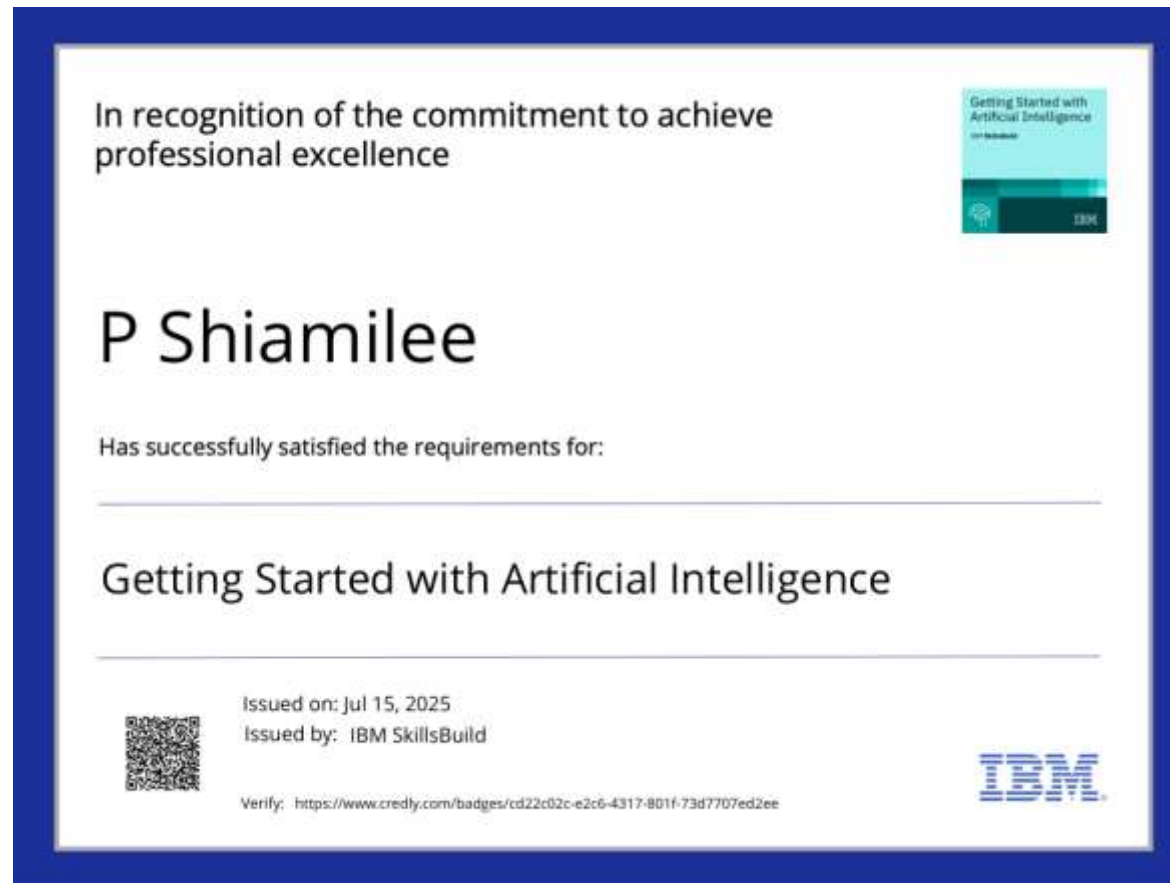 In recognition of the commitment to achieve
professional excellence
Getting Started with
Artificial Intelligence
IBM SkillsBuild
IBM
P Shiamilee
Has successfully satisfied the requirements for:
Getting Started with Artificial Intelligence
Issued on: Jul 15, 2025
Issued by: IBM SkillsBuild
Verify: https://www.credly.com/badges/cd22c02c-e2c6-4317-801f-73d7707ed2ee
IBM.